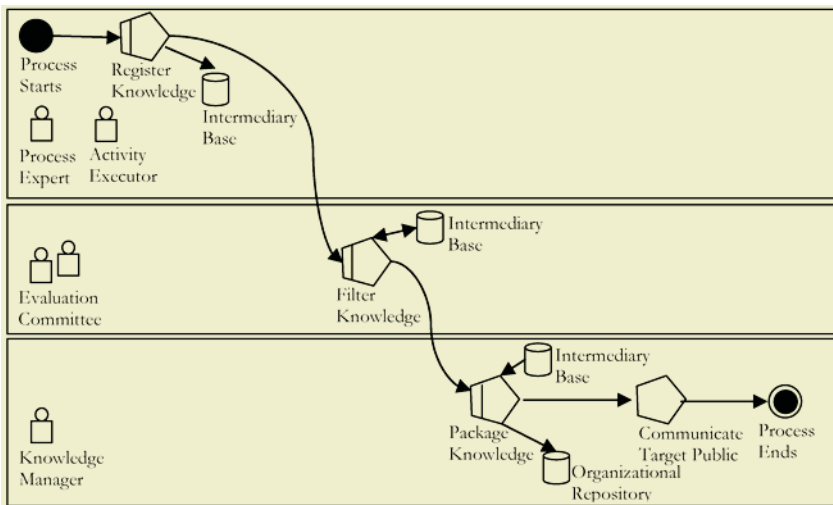 Process
Starts
Register
Knowledge
Intermediary
Base
Process
Expert
Activity
Executor
Intermediary
Base
Filter
Knowledge
Evaluation
Committee
Intermediary
Base
Package
Knowledge
Communicate
Target Public
Process
Ends
Knowledge
Manager
Organizational
Repository